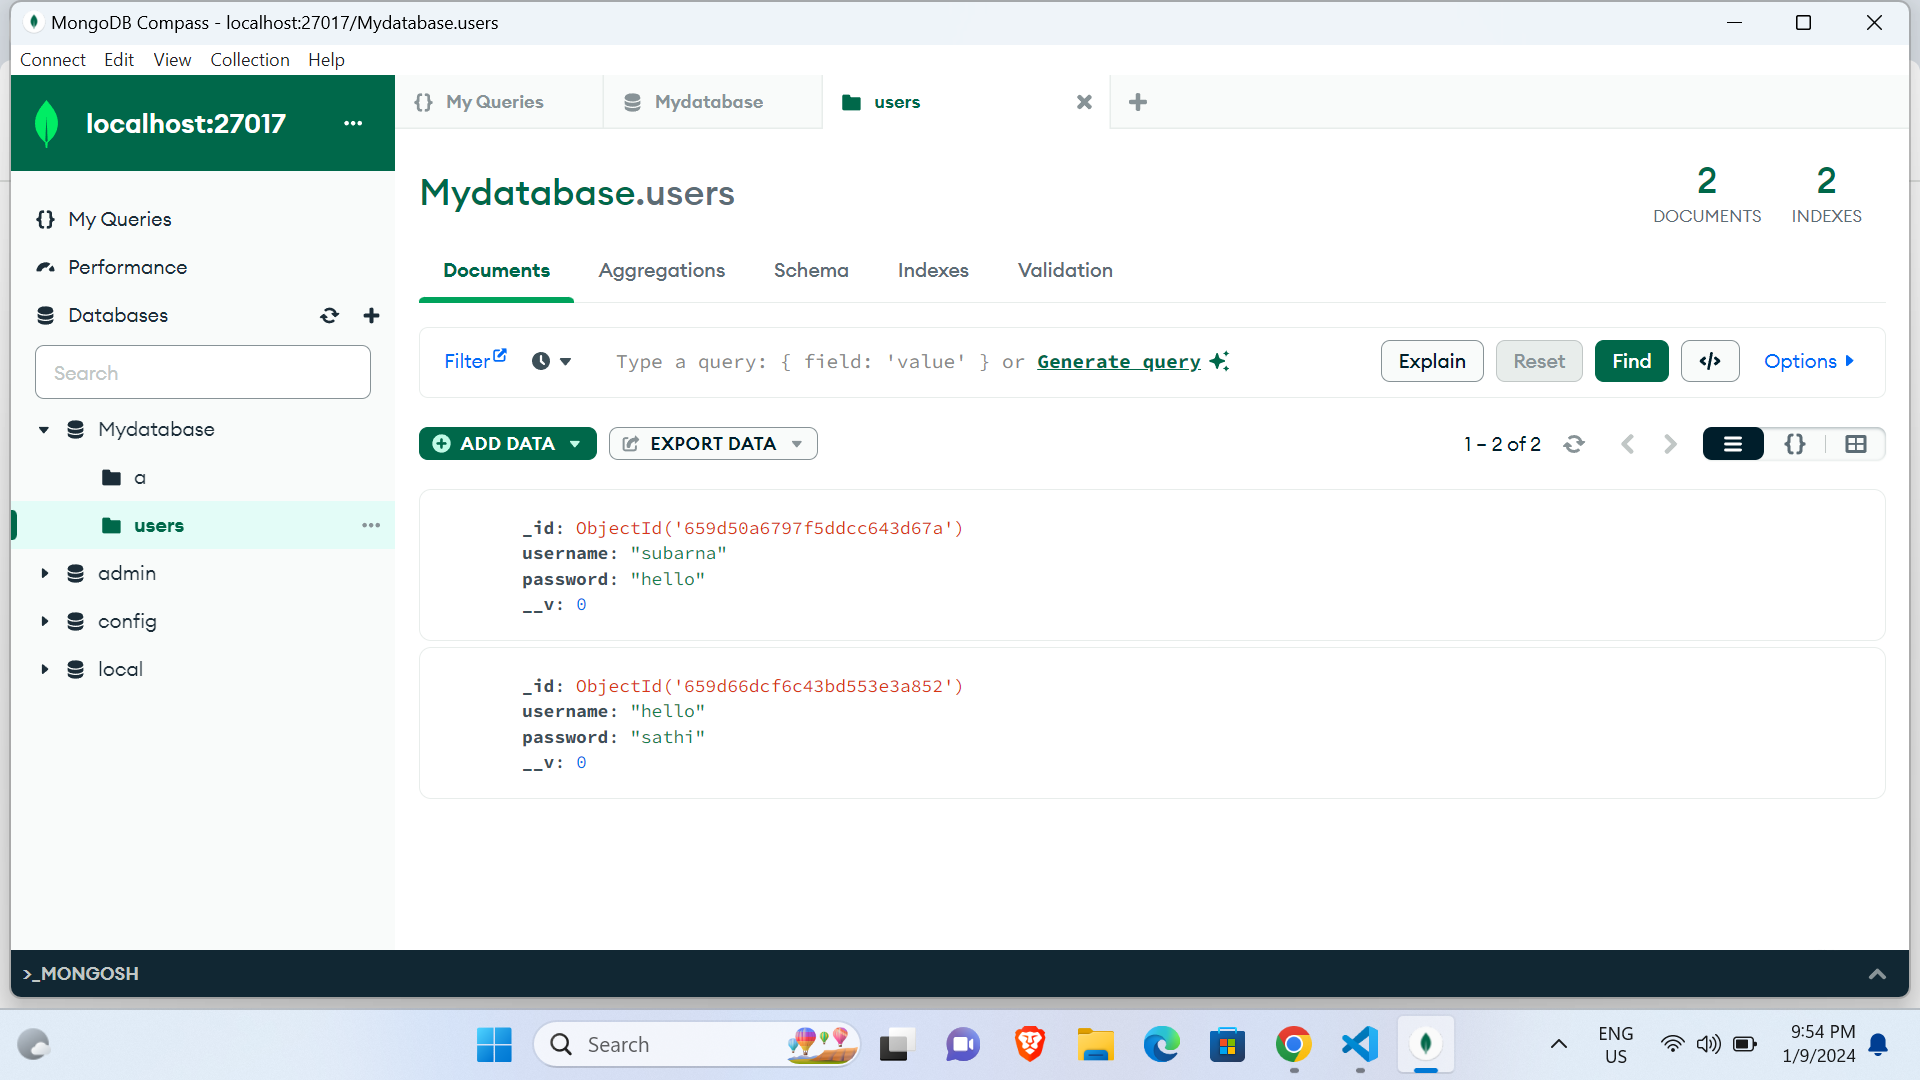 MongoDB Compass - localhost:27017/Mydatabase.users
Connect Edit View Collection Help
localhost:27017 ...
{} My Queries
Mydatabase
users
My Queries
Performance
Databases
Search
Mydatabase
a
users
admin
config
local
Mydatabase.users
2
DOCUMENTS
2
INDEXES
Documents Aggregations Schema Indexes Validation
Filter Type a query: { field: 'value' } or Generate query Explain Reset Find </> Options
ADD DATA EXPORT DATA 1 – 2 of 2 {}
_id: ObjectId('659d50a6797f5ddcc643d67a')
username: "subarna"
password: "hello"
__v: 0
_id: ObjectId('659d66dcf6c43bd553e3a852')
username: "hello"
password: "sathi"
__v: 0
>_MONGOSH
Search
ENG
US
9:54 PM
1/9/2024